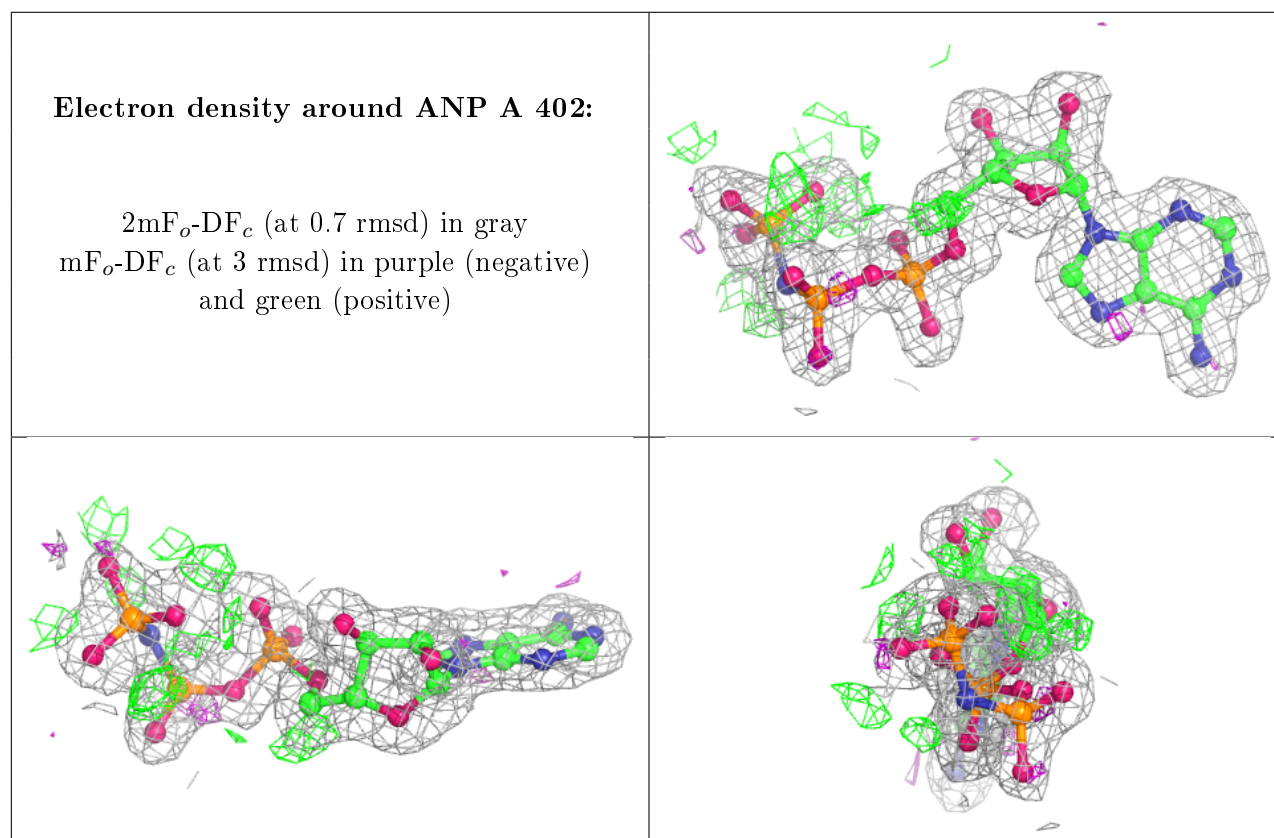 Electron density around ANP A 402:
2mFo-DFc (at 0.7 rmsd) in gray
mFo-DFc (at 3 rmsd) in purple (negative)
and green (positive)